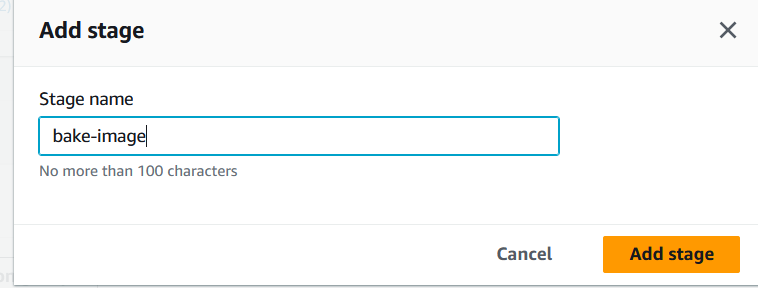 Add stage
Stage name
bake-image
No more than 100 characters
Cancel
Add stage